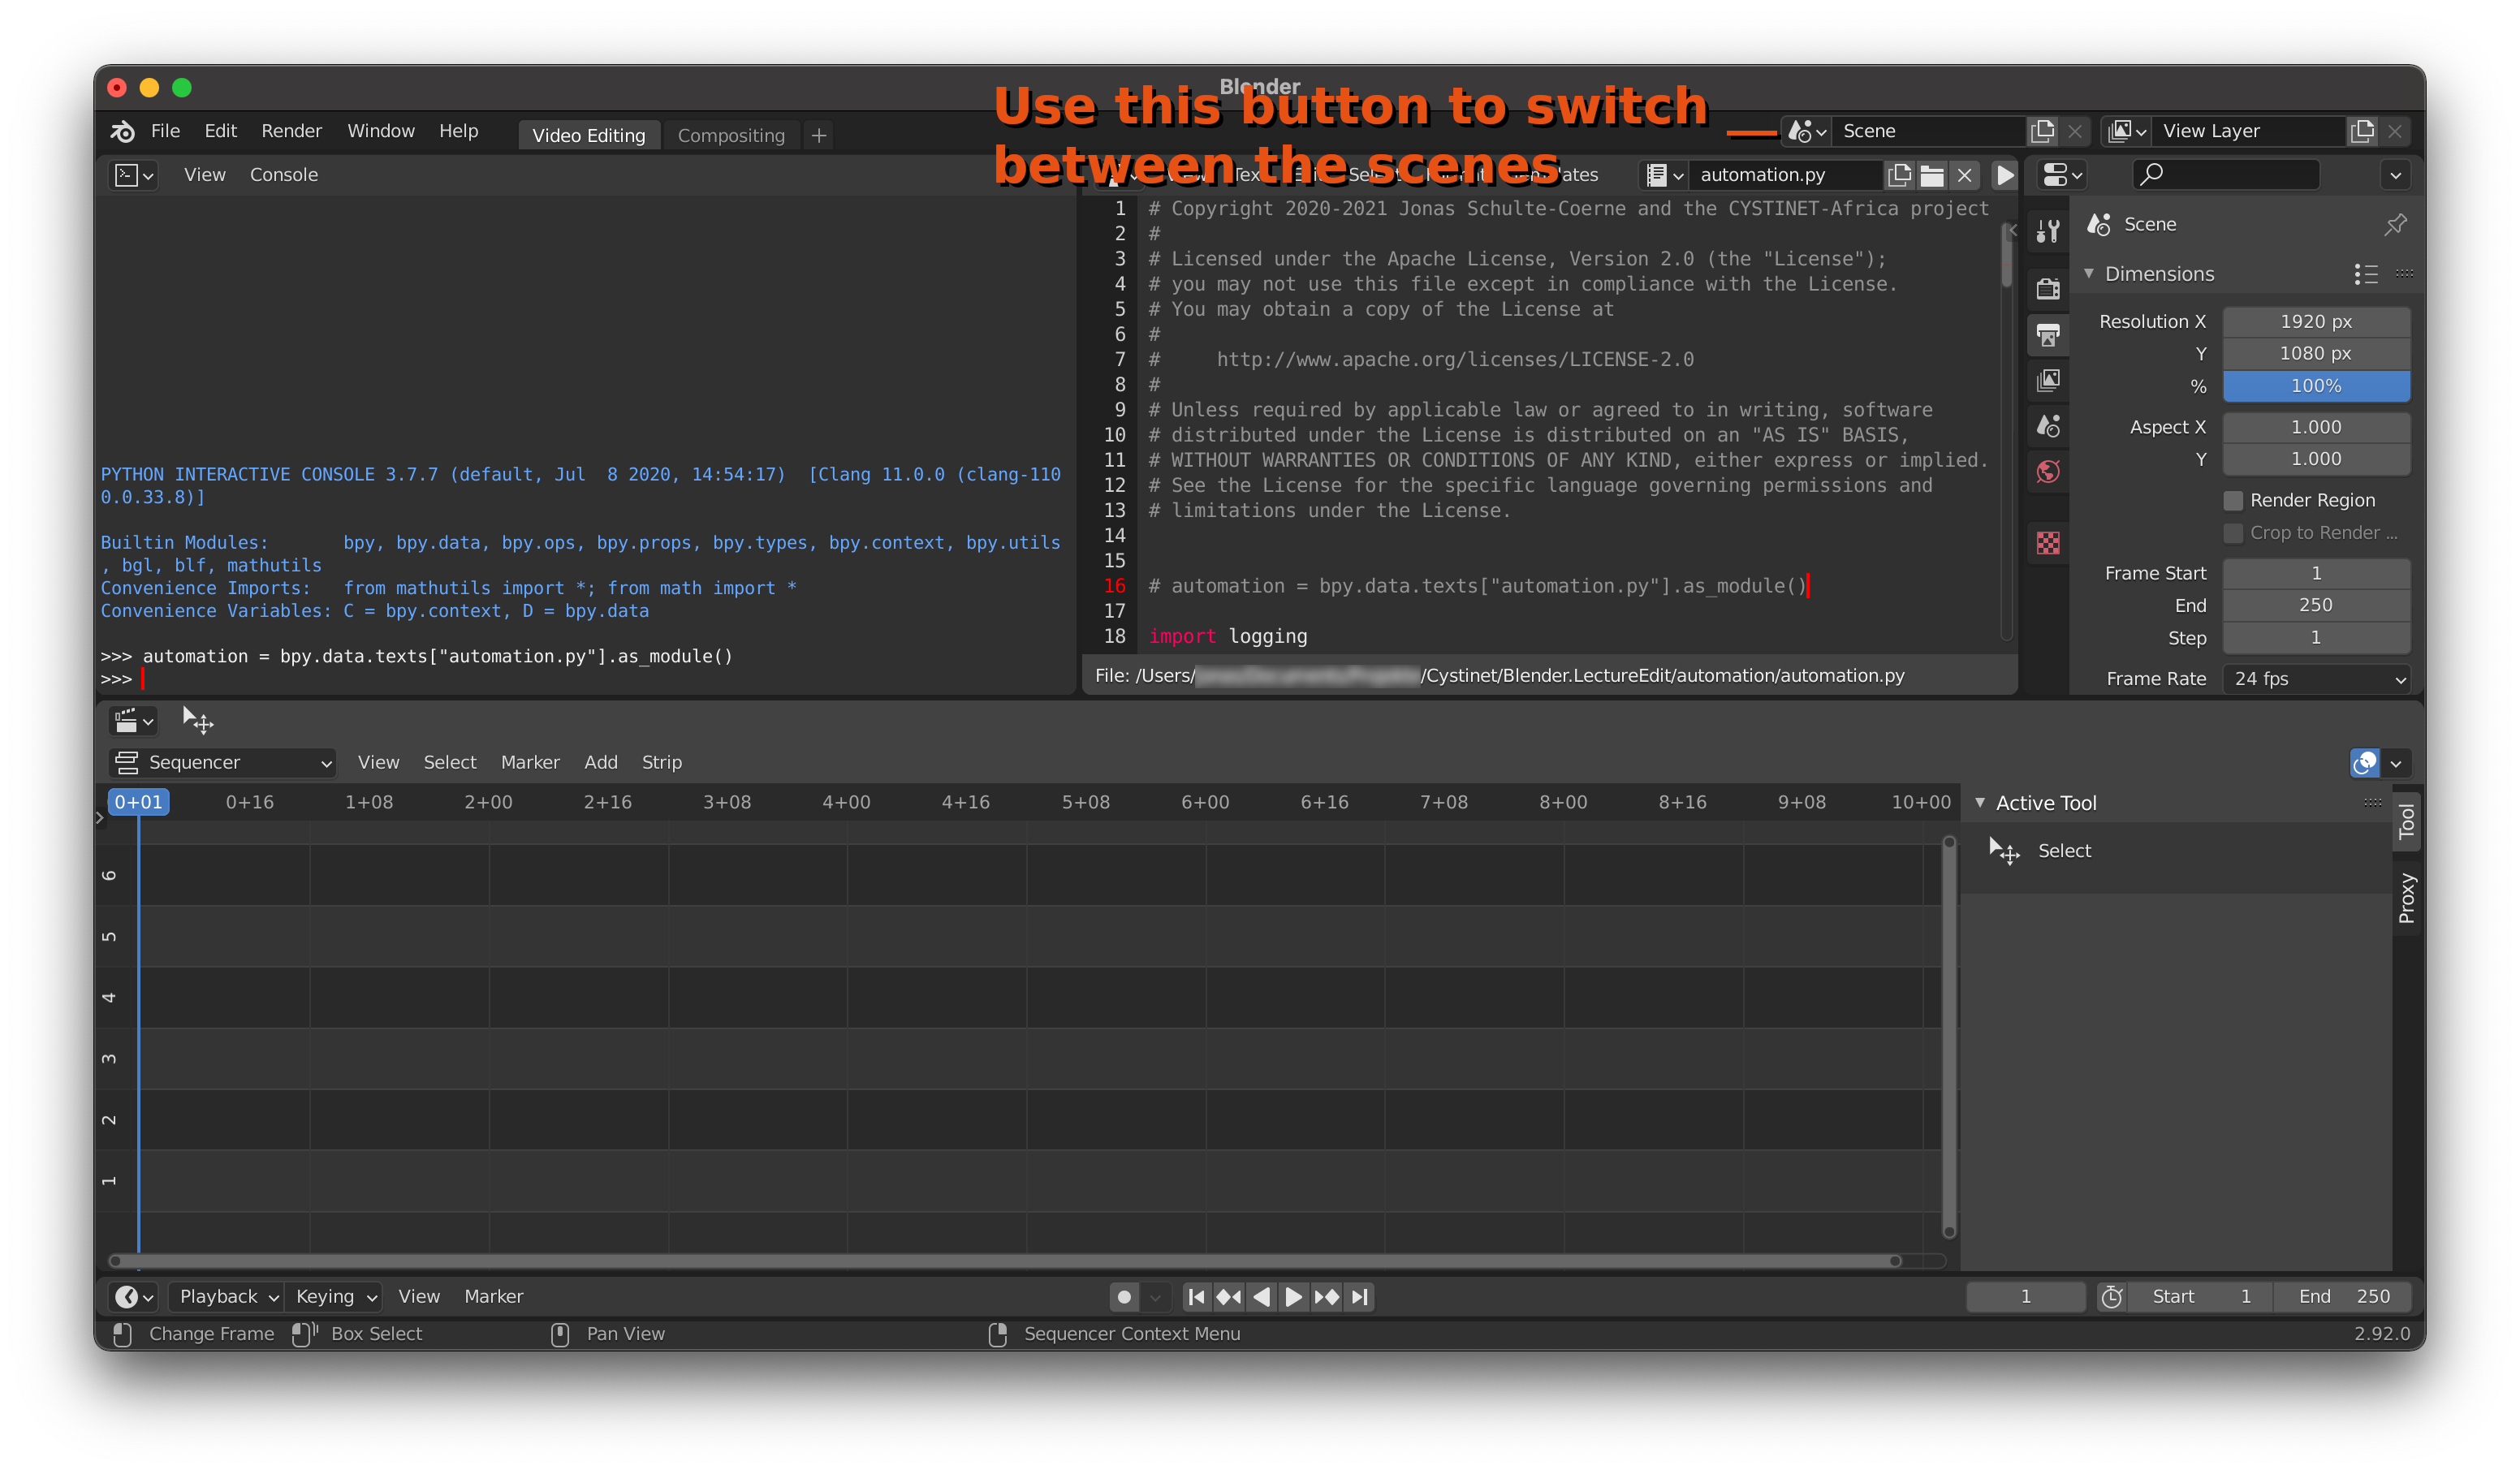 Blender
Use this button to switch
between the scenes
File Edit Render Window Help Video Editing Compositing + Scene View Layer
View Console
automation.py
1 # Copyright 2020-2021 Jonas Schulte-Coerne and the CYSTINET-Africa project
2 #
3 # Licensed under the Apache License, Version 2.0 (the "License");
4 # you may not use this file except in compliance with the License.
5 # You may obtain a copy of the License at
6 #
7 #     http://www.apache.org/licenses/LICENSE-2.0
8 #
9 # Unless required by applicable law or agreed to in writing, software
10 # distributed under the License is distributed on an "AS IS" BASIS,
11 # WITHOUT WARRANTIES OR CONDITIONS OF ANY KIND, either express or implied.
12 # See the License for the specific language governing permissions and
13 # limitations under the License.
14
15
16 # automation = bpy.data.texts["automation.py"].as_module()
17
18 import logging
File: /Users/ /Cystinet/Blender.LectureEdit/automation/automation.py
PYTHON INTERACTIVE CONSOLE 3.7.7 (default, Jul  8 2020, 14:54:17)  [Clang 11.0.0 (clang-110
0.0.33.8)]
Builtin Modules:       bpy, bpy.data, bpy.ops, bpy.props, bpy.types, bpy.context, bpy.utils
, bgl, blf, mathutils
Convenience Imports:   from mathutils import *; from math import *
Convenience Variables: C = bpy.context, D = bpy.data
>>> automation = bpy.data.texts["automation.py"].as_module()
>>>
Scene
Dimensions
Resolution X 1920 px
Y 1080 px
% 100%
Aspect X 1.000
Y 1.000
Render Region
Crop to Render ...
Frame Start 1
End 250
Step 1
Frame Rate 24 fps
Sequencer View Select Marker Add Strip
0+01 0+16 1+08 2+00 2+16 3+08 4+00 4+16 5+08 6+00 6+16 7+08 8+00 8+16 9+08 10+00
6
5
4
3
2
1
Active Tool
Select
Tool
Proxy
Playback Keying View Marker 1 Start 1 End 250
Change Frame Box Select Pan View Sequencer Context Menu 2.92.0